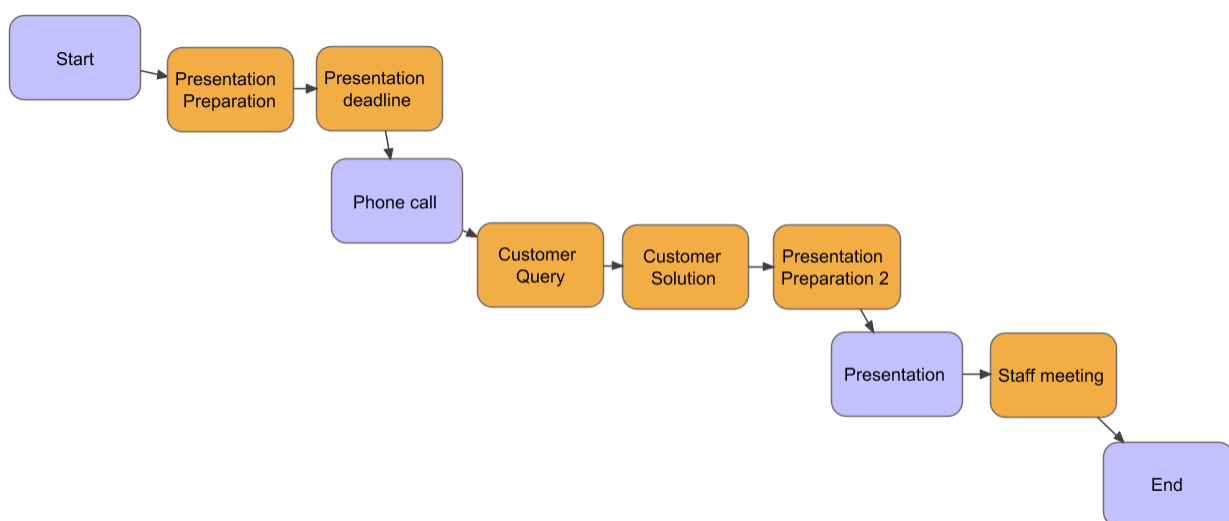 Start
Presentation
Preparation
Presentation
deadline
Phone call
Customer
Query
Customer
Solution
Presentation
Preparation 2
Presentation
Staff meeting
End